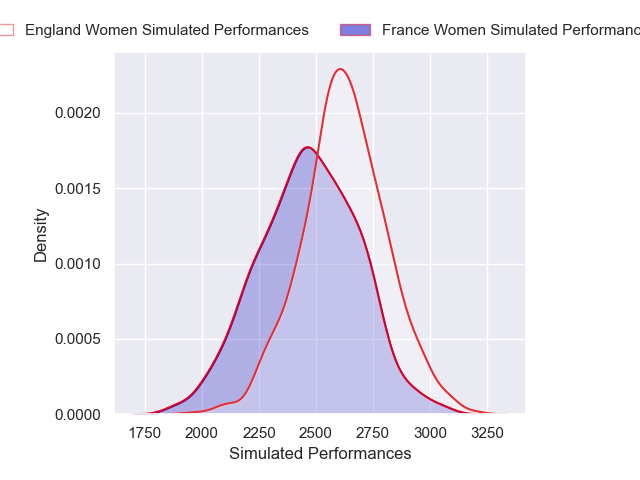 England Women Simulated Performances
France Women Simulated Performanc
0.0020
0.0015
0.0010
0.0005
0.0000
Density
1750 2000 2250 2500 2750 3000 3250
Simulated Performances